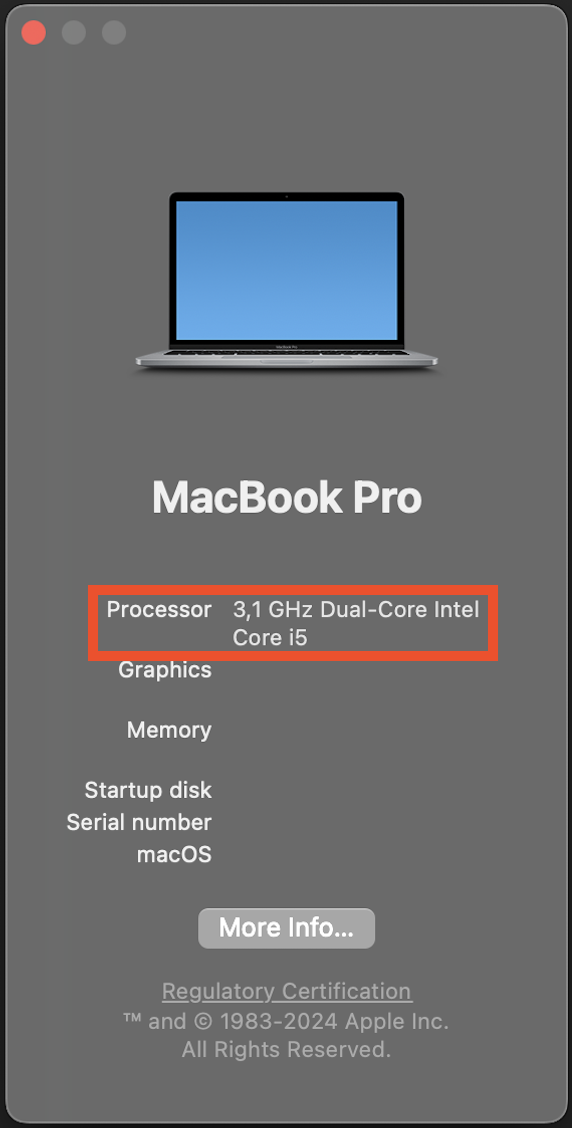 MacBook Pro
Processor 3,1 GHz Dual-Core Intel
Core i5
Graphics
Memory
Startup disk
Serial number
macOS
More Info...
Regulatory Certification
™ and © 1983-2024 Apple Inc.
All Rights Reserved.